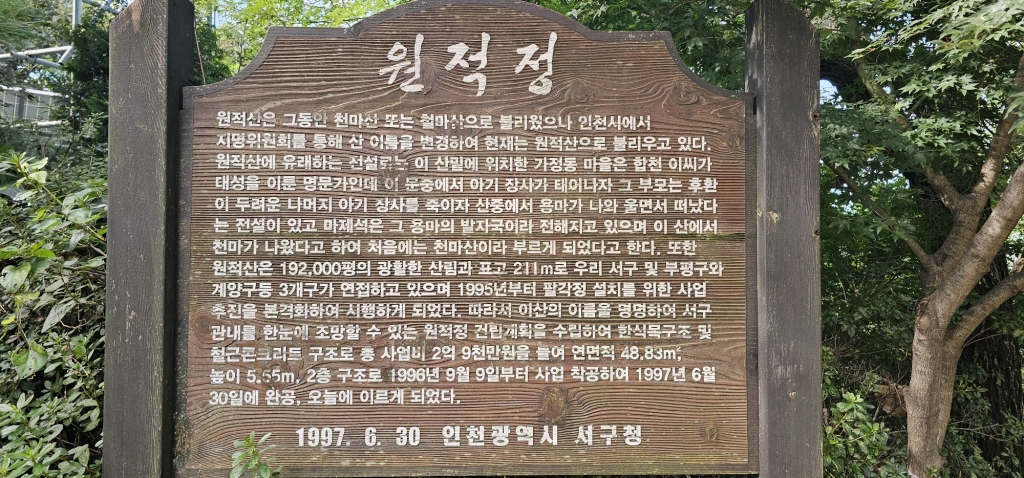 원적정
원적산은 그동안 천마산 또는 철마산으로 불리웠으나 인천시에서
지명위원회를 통해 산 이름을 변경하여 현재는 원적산으로 불리우고 있다.
원적산에 유래하는 전설로는 이 산밑에 위치한 가정동 마을은 합천 이씨가
대성을 이룬 명문가인데 이 문중에서 아기 장사가 태어나자 그 부모는 후환
이 두려운 나머지 아기 장사를 죽이자 산중에서 용마가 나와 울면서 떠났다
는 전설이 있고 마제석은 그 용마의 발자국이라 전해지고 있으며 이 산에서
천마가 나왔다고 하여 처음에는 천마산이라 부르게 되었다고 한다. 또한
원적산은 192,000평의 광활한 산림과 표고 211m로 우리 서구 및 부평구와
계양구등 3개구가 연접하고 있으며 1995년부터 팔각정 설치를 위한 사업
추진을 본격화하여 시행하게 되었다. 따라서 이산의 이름을 명명하여 서구
관내를 한눈에 조망할 수 있는 원적정 건립계획을 수립하여 한식목구조 및
철근콘크리트 구조로 총 사업비 2억 9천만원을 들여 연면적 48.83㎡,
높이 5.55m, 2층 구조로 1996년 9월 9일부터 사업 착공하여 1997년 6월
30일에 완공, 오늘에 이르게 되었다.
1997. 6. 30 인천광역시 서구청